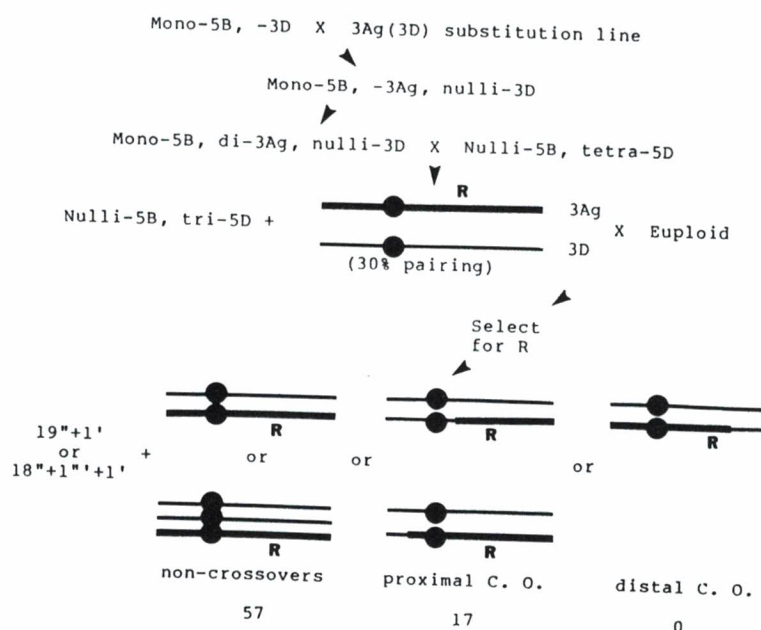 Mono-5B, -3D X 3Ag(3D) substitution line
Mono-5B, -3Ag, nulli-3D
Mono-5B, di-3Ag, nulli-3D X Nulli-5B, tetra-5D
R
Nulli-5B, tri-5D +
3Ag
X Euploid
3D
(30% pairing)
Select
for R
R
R
R
19"+1'
or
18"+1"'+1'
+
or
or
or
R
R
non-crossovers
proximal C. O.
distal C. O.
57
17
0